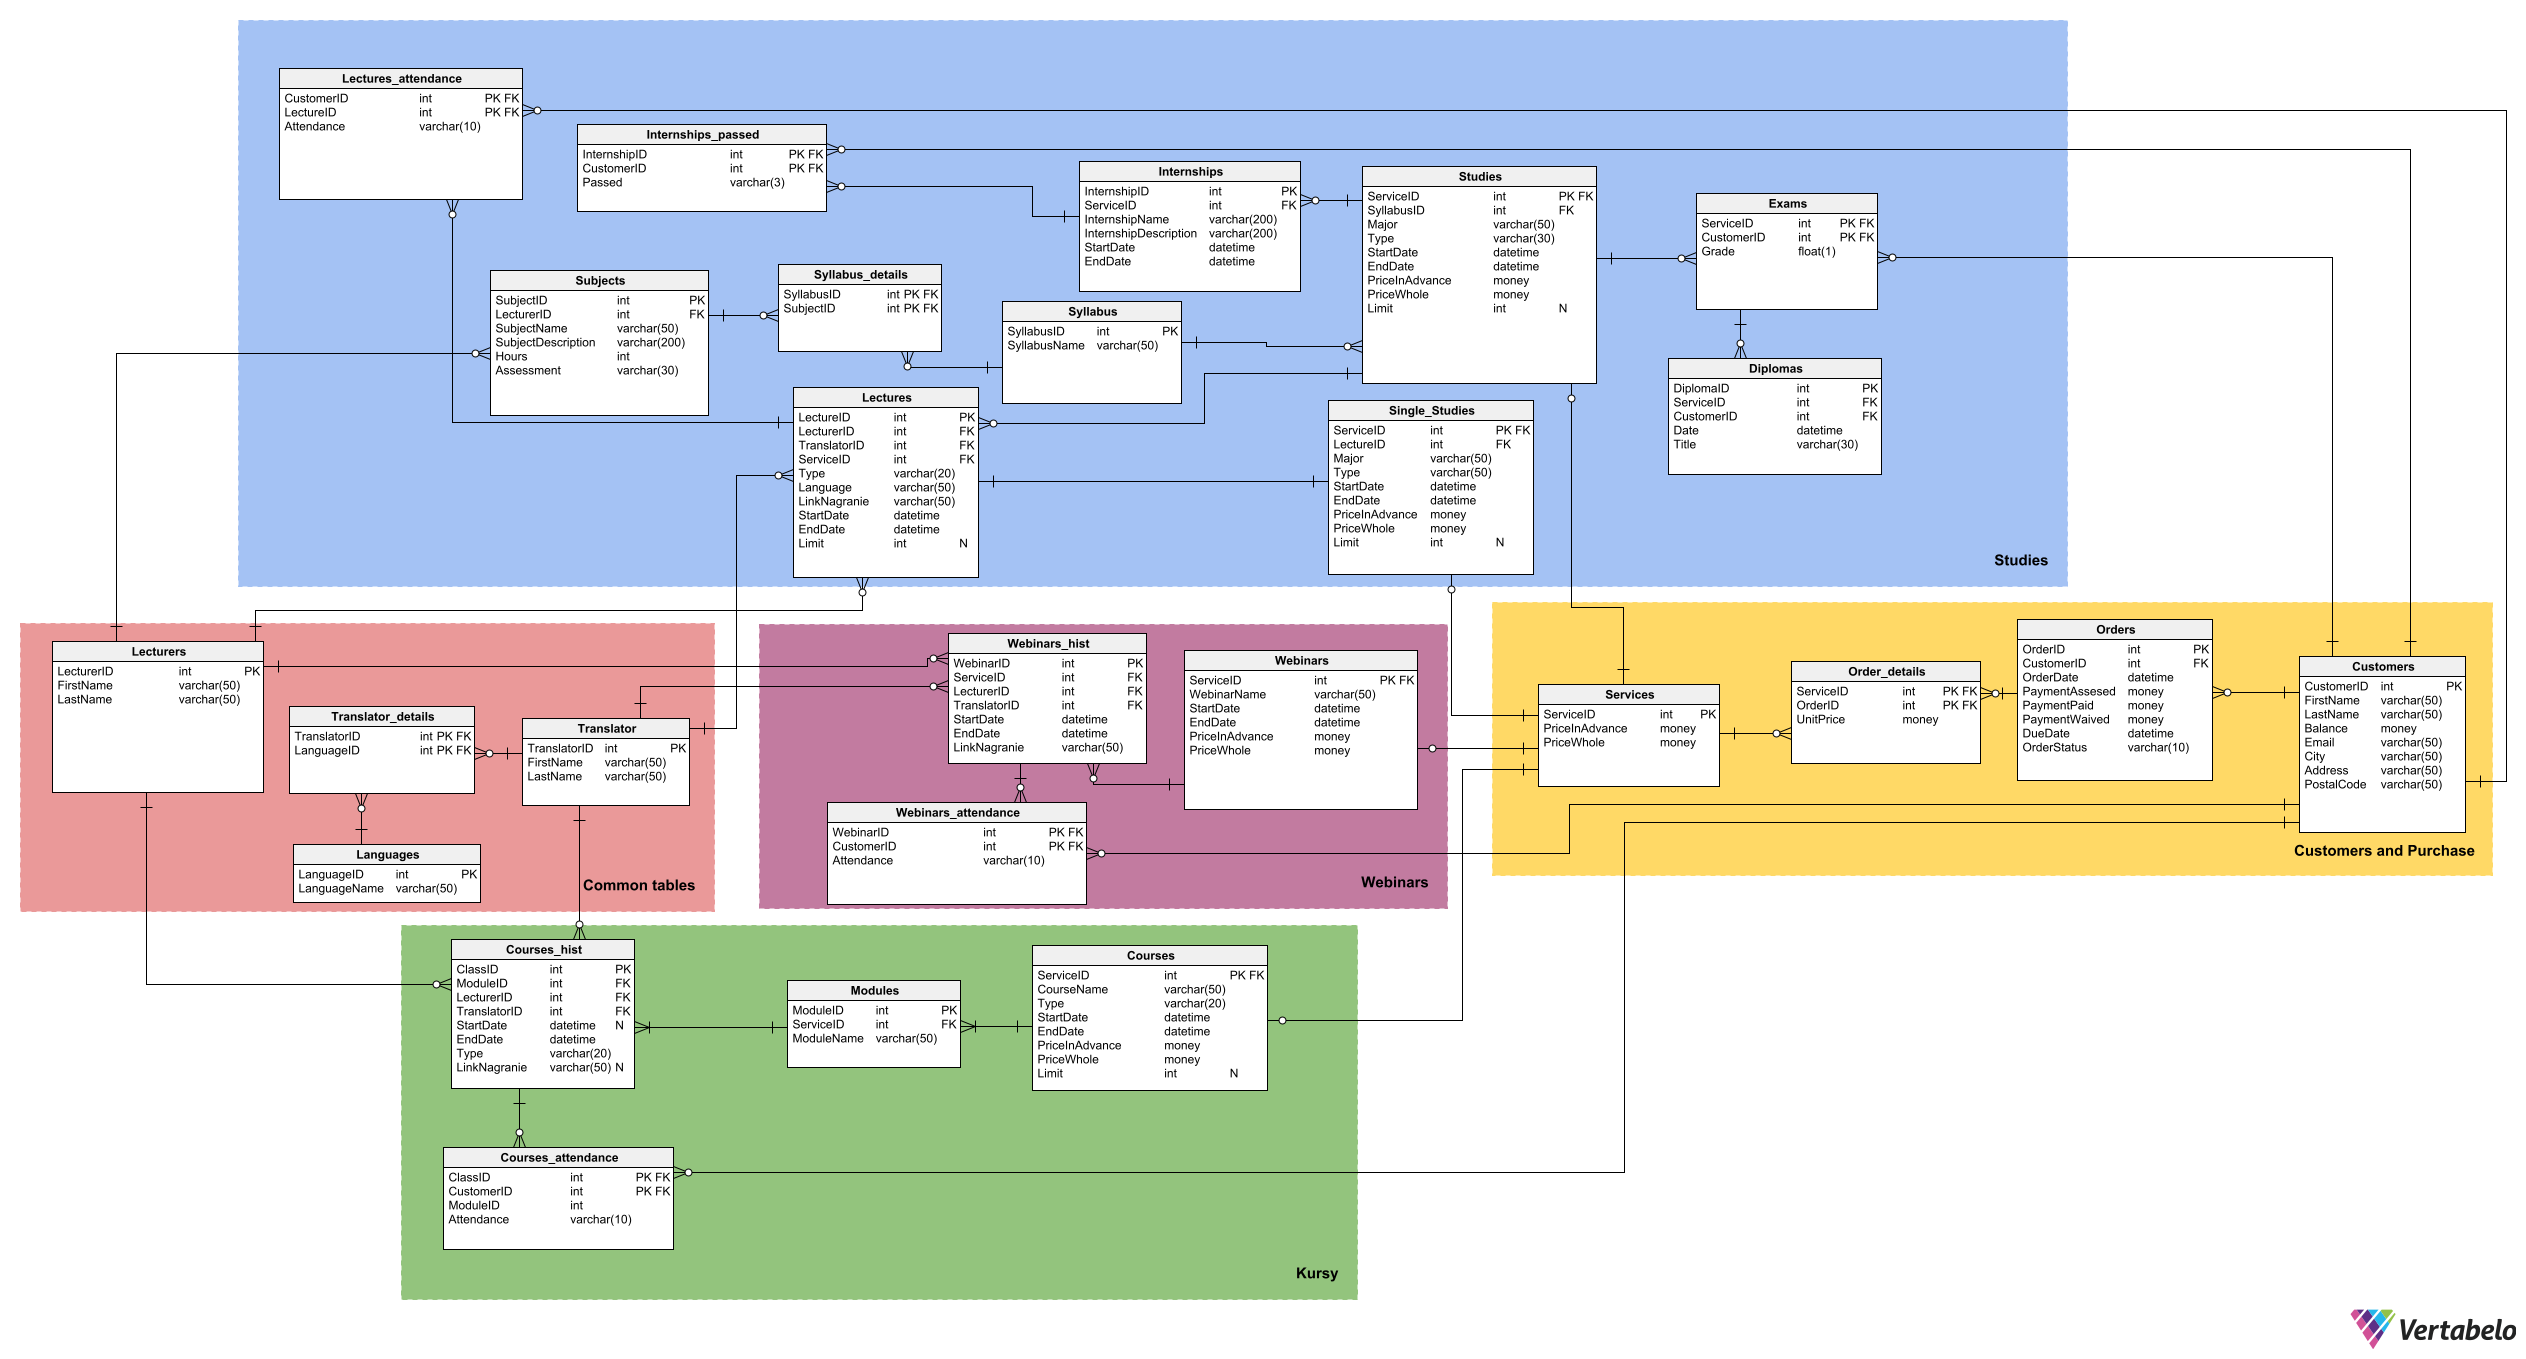 Lectures_attendance
CustomerID int PK FK
LectureID int PK FK
Attendance varchar(10)
Internships_passed
InternshipID int PK FK
CustomerID int PK FK
Passed varchar(3)
Internships
InternshipID int PK
ServiceID int FK
InternshipName varchar(200)
InternshipDescription varchar(200)
StartDate datetime
EndDate datetime
Studies
ServiceID int PK FK
SyllabusID int FK
Major varchar(50)
Type varchar(30)
StartDate datetime
EndDate datetime
PriceInAdvance money
PriceWhole money
Limit int N
Exams
ServiceID int PK FK
CustomerID int PK FK
Grade float(1)
Subjects
SubjectID int PK
LecturerID int FK
SubjectName varchar(50)
SubjectDescription varchar(200)
Hours int
Assessment varchar(30)
Syllabus_details
SyllabusID int PK FK
SubjectID int PK FK
Syllabus
SyllabusID int PK
SyllabusName varchar(50)
Diplomas
DiplomaID int PK
ServiceID int FK
CustomerID int FK
Date datetime
Title varchar(30)
Lectures
LectureID int PK
LecturerID int FK
TranslatorID int FK
ServiceID int FK
Type varchar(20)
Language varchar(50)
LinkNagranie varchar(50)
StartDate datetime
EndDate datetime
Limit int N
Single_Studies
ServiceID int PK FK
LectureID int FK
Major varchar(50)
Type varchar(50)
StartDate datetime
EndDate datetime
PriceInAdvance money
PriceWhole money
Limit int N
Studies
Lecturers
LecturerID int PK
FirstName varchar(50)
LastName varchar(50)
Translator_details
TranslatorID int PK FK
LanguageID int PK FK
Translator
TranslatorID int PK
FirstName varchar(50)
LastName varchar(50)
Languages
LanguageID int PK
LanguageName varchar(50)
Common tables
Webinars_hist
WebinarID int PK
ServiceID int FK
LecturerID int FK
TranslatorID int FK
StartDate datetime
EndDate datetime
LinkNagranie varchar(50)
Webinars
ServiceID int PK FK
WebinarName varchar(50)
StartDate datetime
EndDate datetime
PriceInAdvance money
PriceWhole money
Webinars_attendance
WebinarID int PK FK
CustomerID int PK FK
Attendance varchar(10)
Webinars
Services
ServiceID int PK
PriceInAdvance money
PriceWhole money
Order_details
ServiceID int PK FK
OrderID int PK FK
UnitPrice money
Orders
OrderID int PK
CustomerID int FK
OrderDate datetime
PaymentAssesed money
PaymentPaid money
PaymentWaived money
DueDate datetime
OrderStatus varchar(10)
Customers
CustomerID int PK
FirstName varchar(50)
LastName varchar(50)
Balance money
Email varchar(50)
City varchar(50)
Address varchar(50)
PostalCode varchar(50)
Customers and Purchase
Courses_hist
ClassID int PK
ModuleID int FK
LecturerID int FK
TranslatorID int FK
StartDate datetime N
EndDate datetime
Type varchar(20)
LinkNagranie varchar(50) N
Modules
ModuleID int PK
ServiceID int FK
ModuleName varchar(50)
Courses
ServiceID int PK FK
CourseName varchar(50)
Type varchar(20)
StartDate datetime
EndDate datetime
PriceInAdvance money
PriceWhole money
Limit int N
Courses_attendance
ClassID int PK FK
CustomerID int PK FK
ModuleID int
Attendance varchar(10)
Kursy
Vertabelo